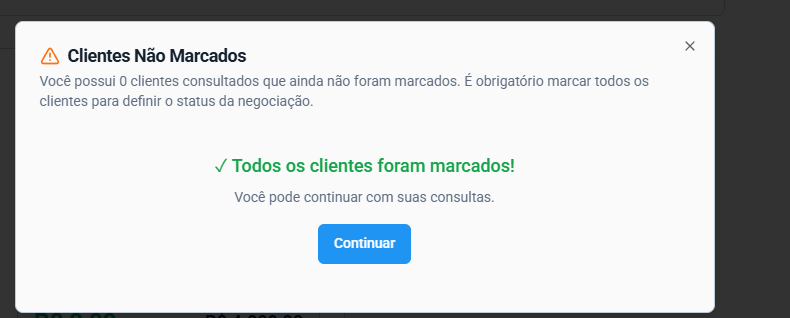 Clientes Não Marcados
Você possui 0 clientes consultados que ainda não foram marcados. É obrigatório marcar todos os
clientes para definir o status da negociação.
✓ Todos os clientes foram marcados!
Você pode continuar com suas consultas.
Continuar